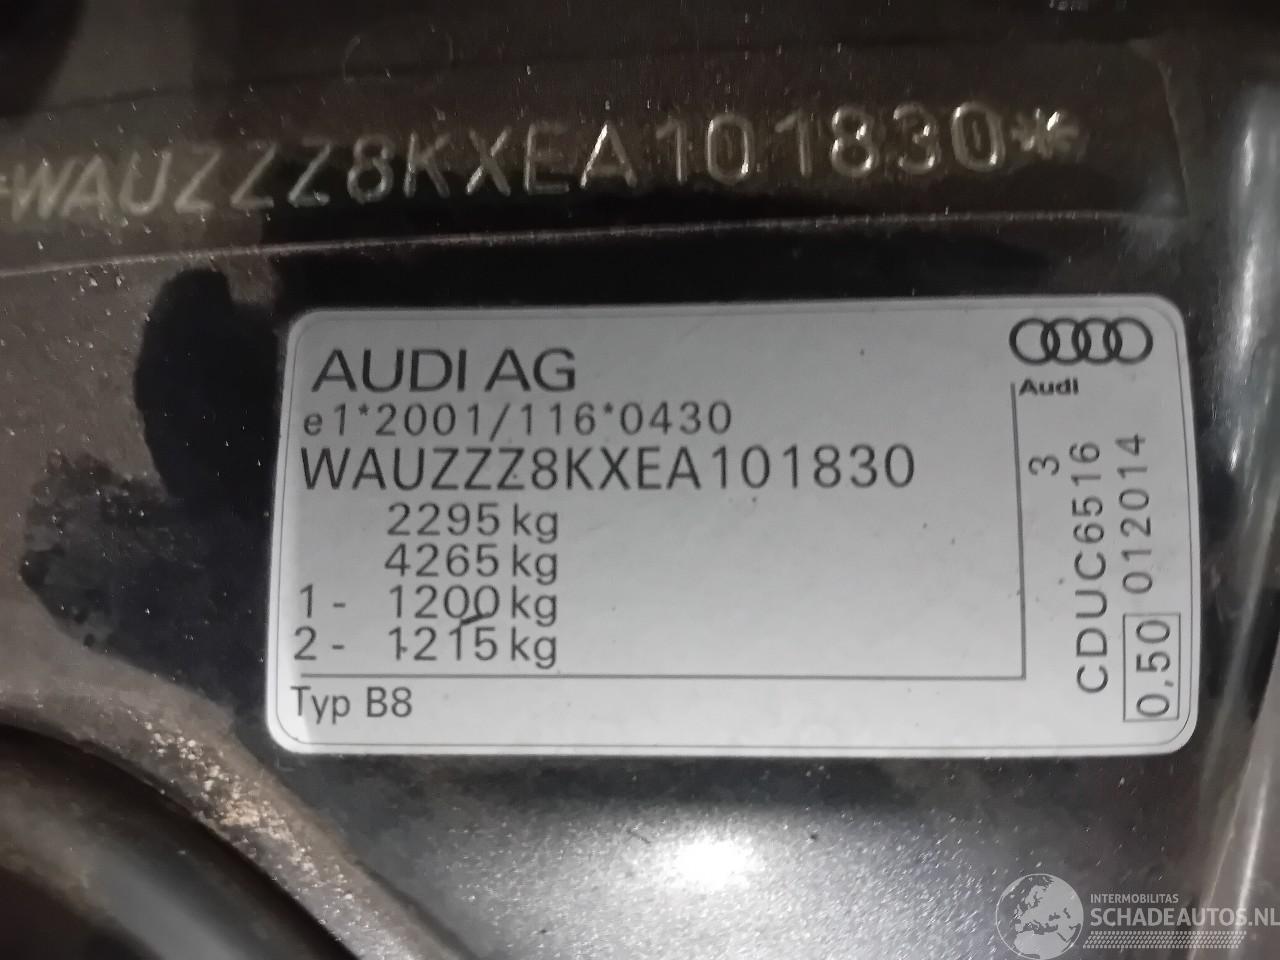 *WAUZZZ8KXEA101830*
AUDI AG
e1*2001/116*0430
WAUZZZ8KXEA101830
2295 kg
4265 kg
1 - 1200 kg
2 - 1215 kg
Typ B8
Audi
3
CDUC6516
012014
0,50
INTERMOBILITAS
SCHADEAUTOS.NL